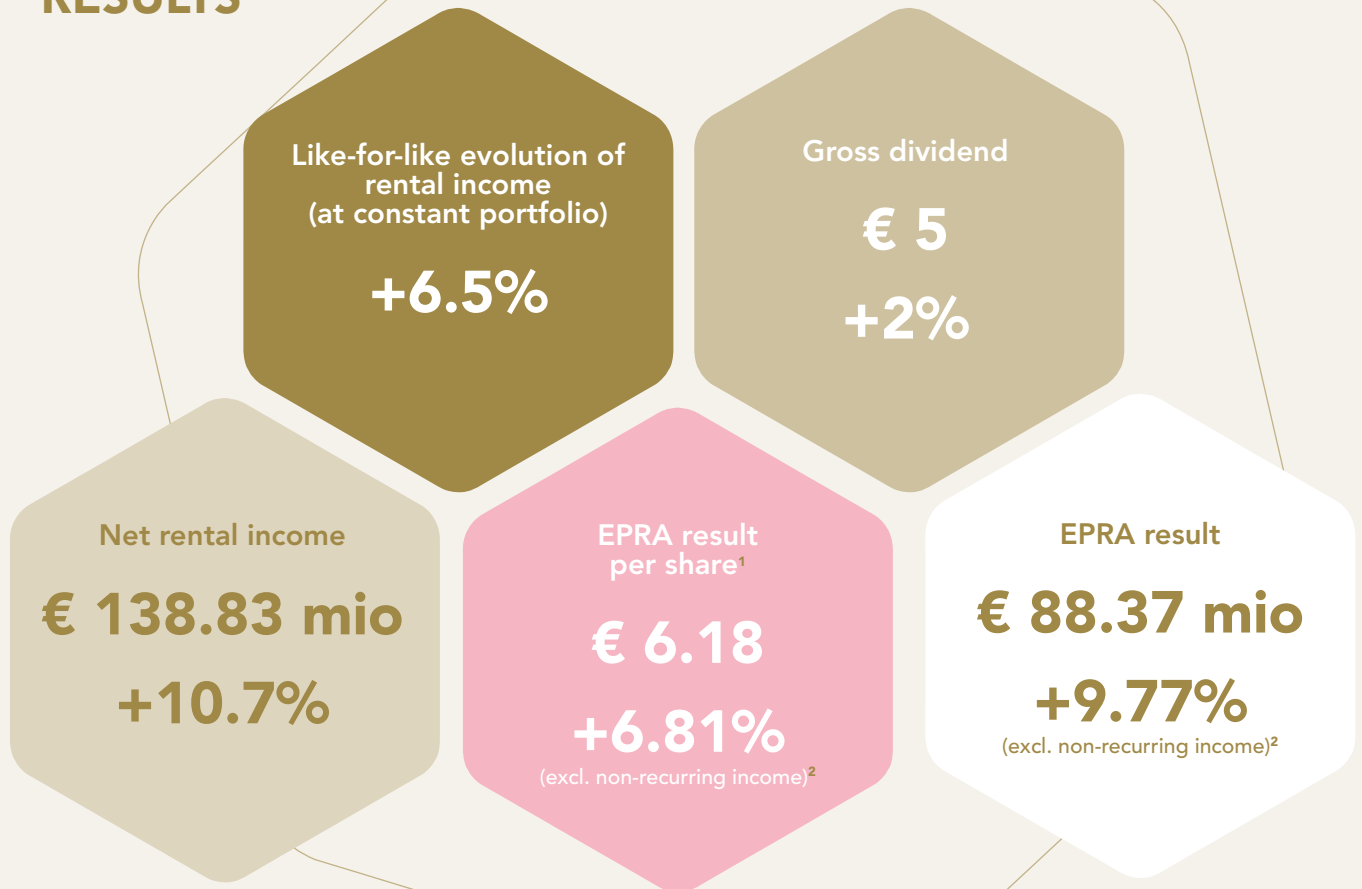 RESULTS
Like-for-like evolution of
rental income
(at constant portfolio)
+6.5%
Gross dividend
€ 5
+2%
Net rental income
€ 138.83 mio
+10.7%
EPRA result
per share¹
€ 6.18
+6.81%
(excl. non-recurring income)²
EPRA result
€ 88.37 mio
+9.77%
(excl. non-recurring income)²